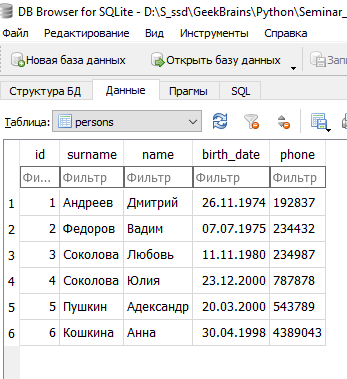 DB Browser for SQLite - D:\S_ssd\GeekBrains\Python\Seminar_
Файл Редактирование Вид Инструменты Справка
Новая база данных Открыть базу данных Запи
Структура БД Данные Прагмы SQL
Таблица: persons
id surname name birth_date phone
Фи... Фильтр Фильтр Фильтр Фильтр
1 1 Андреев Дмитрий 26.11.1974 192837
2 2 Федоров Вадим 07.07.1975 234432
3 3 Соколова Любовь 11.11.1980 234987
4 4 Соколова Юлия 23.12.2000 787878
5 5 Пушкин Адександр 20.03.2000 543789
6 6 Кошкина Анна 30.04.1998 4389043